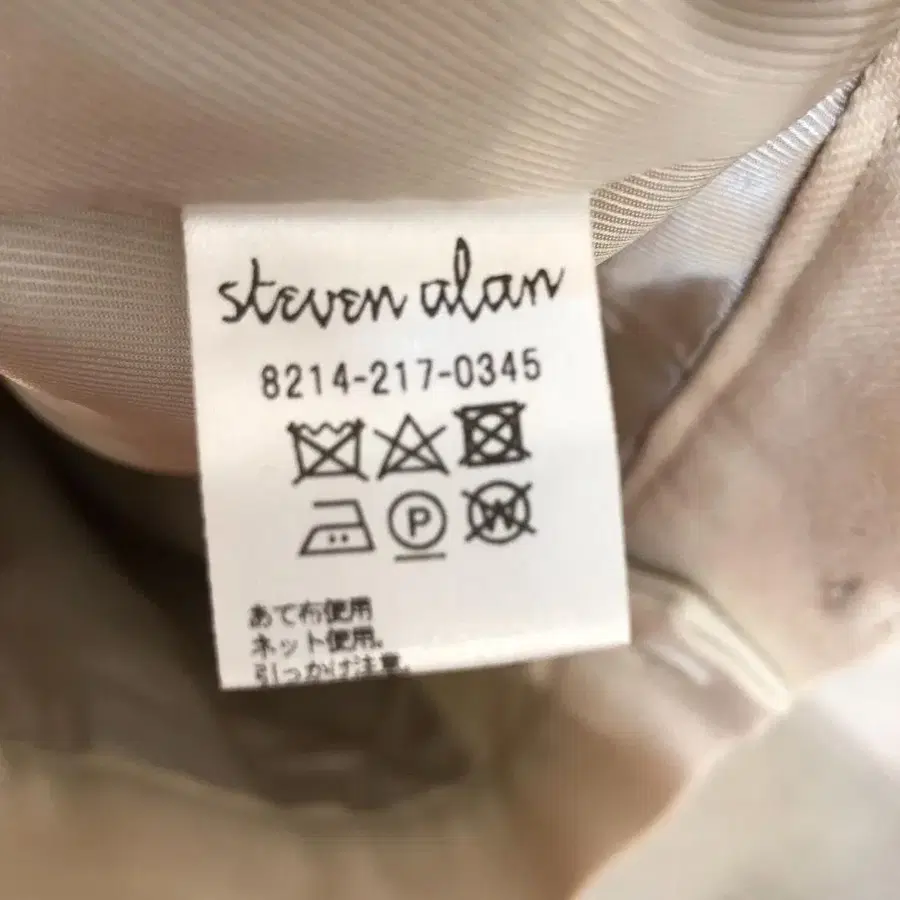 steven alan
8214-217-0345
P W
あて布使用
ネット使用.
引っかけ注意.